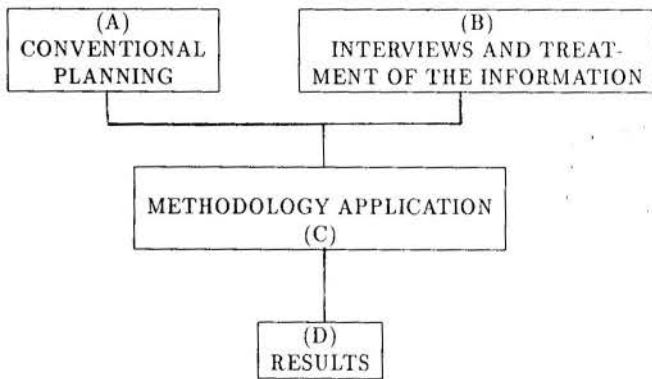 (A)
CONVENTIONAL
PLANNING
(B)
INTERVIEWS AND TREAT-
MENT OF THE INFORMATION
METHODOLOGY APPLICATION
(C)
(D)
RESULTS